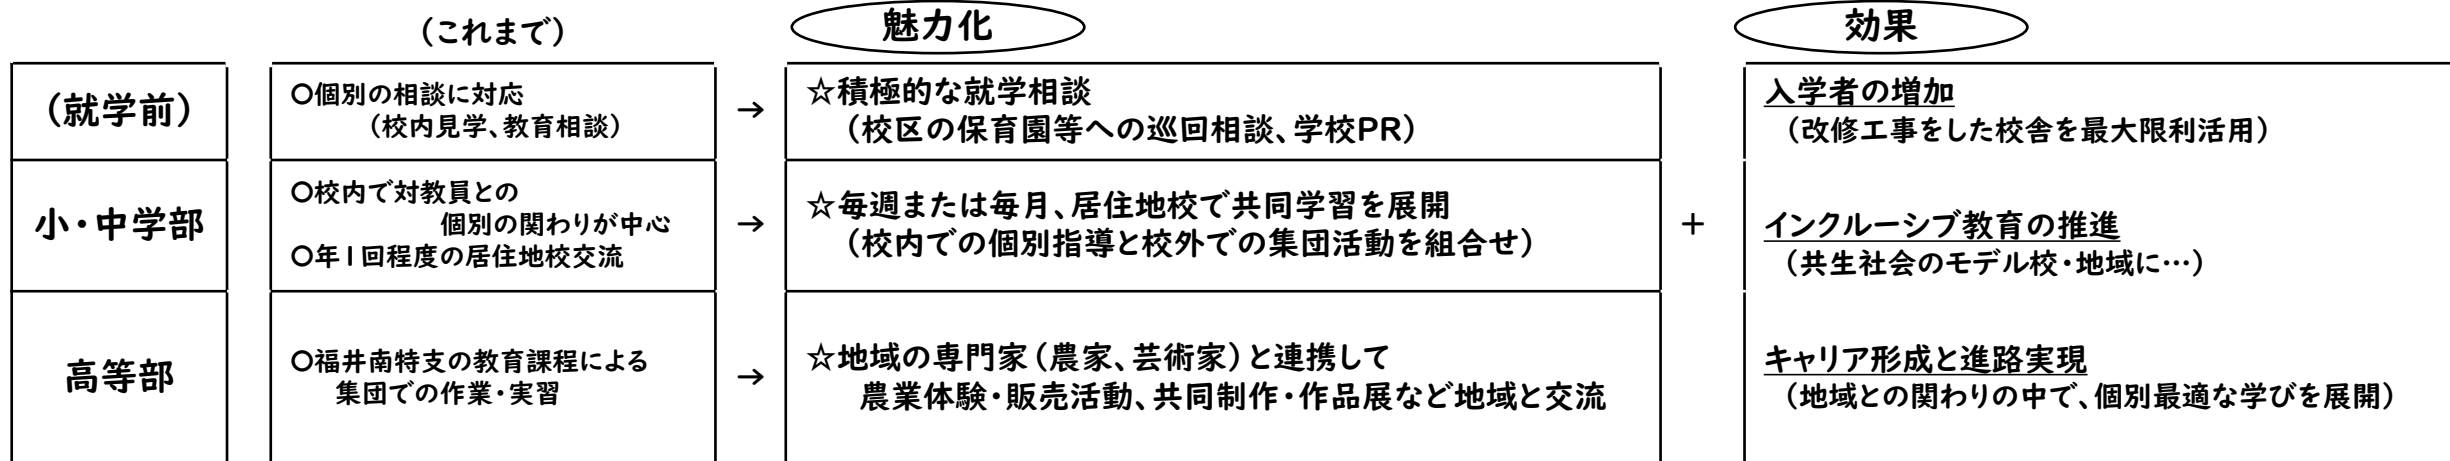 (これまで)
魅力化
効果
(就学前)
○個別の相談に対応
(校内見学、教育相談)
→
☆積極的な就学相談
(校区の保育園等への巡回相談、学校PR)
入学者の増加
(改修工事をした校舎を最大限利活用)
小・中学部
○校内で対教員との
個別の関わりが中心
○年1回程度の居住地校交流
→
☆毎週または毎月、居住地校で共同学習を展開
(校内での個別指導と校外での集団活動を組合せ)
+
インクルーシブ教育の推進
(共生社会のモデル校・地域に…)
高等部
○福井南特支の教育課程による
集団での作業・実習
→
☆地域の専門家(農家、芸術家)と連携して
農業体験・販売活動、共同制作・作品展など地域と交流
キャリア形成と進路実現
(地域との関わりの中で、個別最適な学びを展開)